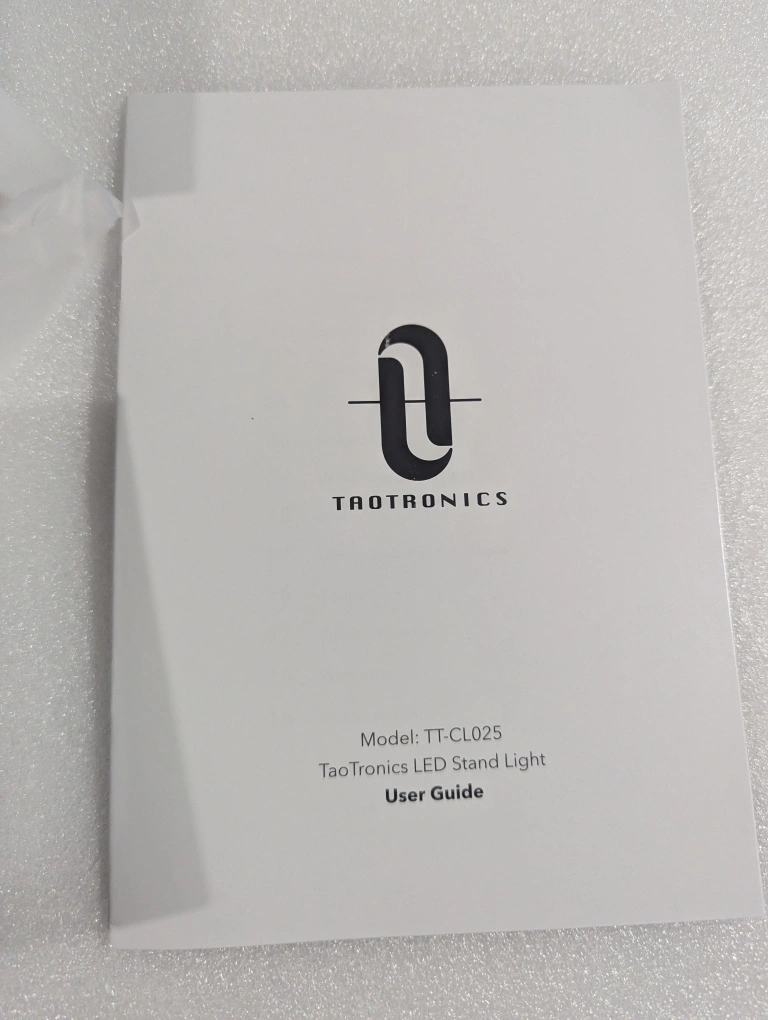 TAOTRONICS
Model: TT-CL025
TaoTronics LED Stand Light
User Guide